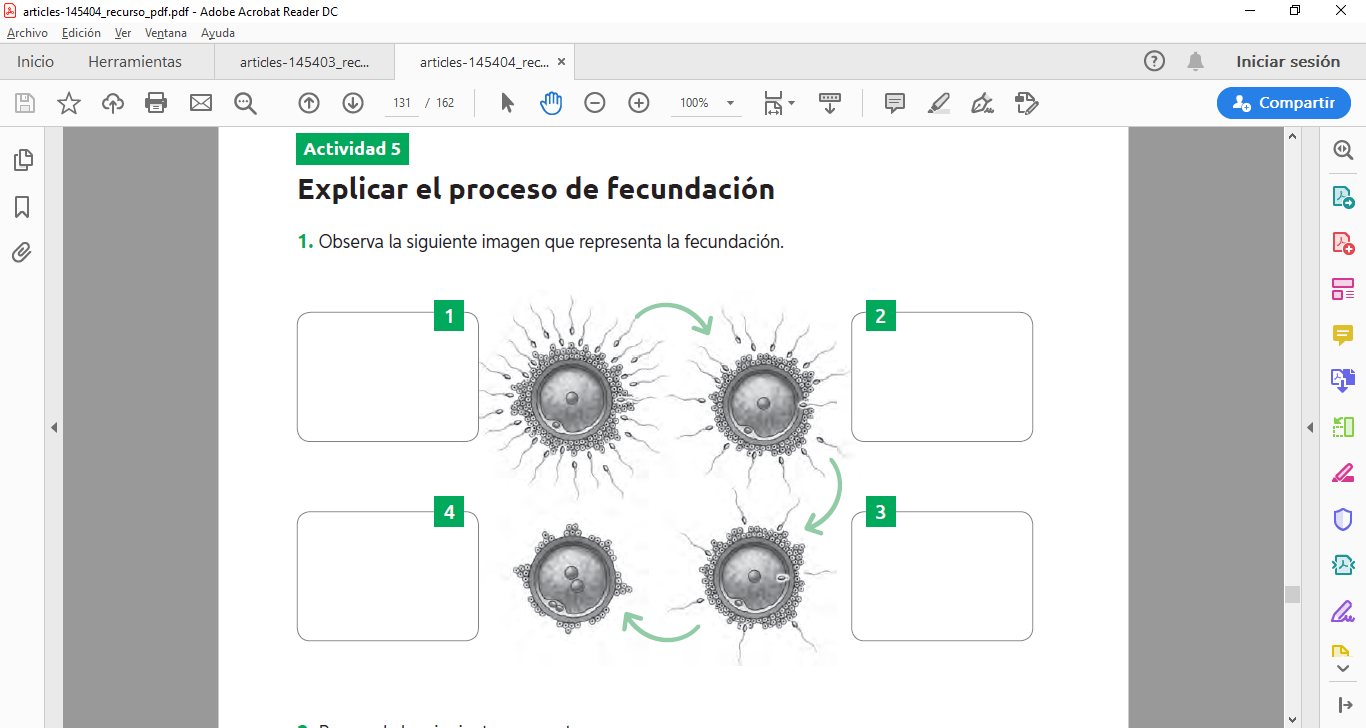 articles-145404_recurso_pdf.pdf - Adobe Acrobat Reader DC
Archivo Edición Ver Ventana Ayuda
Inicio Herramientas articles-145403_rec... articles-145404_rec... × Iniciar sesión
131 / 162 100% Compartir
Actividad 5
Explicar el proceso de fecundación
1. Observa la siguiente imagen que representa la fecundación.
1
2
4
3